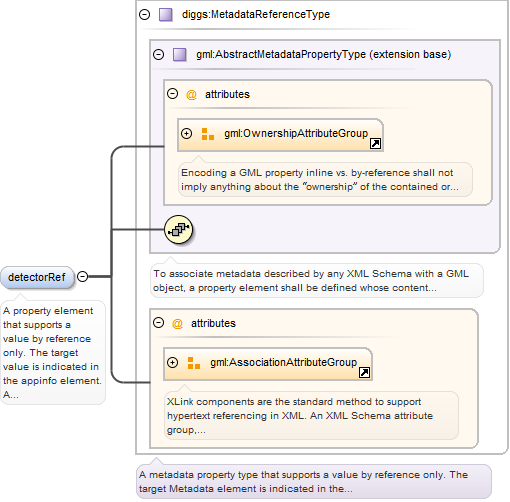 diggs:MetadataReferenceType
gml:AbstractMetadataPropertyType (extension base)
@ attributes
gml:OwnershipAttributeGroup
Encoding a GML property inline vs. by-reference shall not
imply anything about the "ownership" of the contained or...
To associate metadata described by any XML Schema with a GML
object, a property element shall be defined whose content...
detectorRef
A property element
that supports a
value by reference
only. The target
value is indicated in
the appinfo element.
A...
@ attributes
gml:AssociationAttributeGroup
XLink components are the standard method to support
hypertext referencing in XML. An XML Schema attribute
group,...
A metadata property type that supports a value by reference only. The
target Metadata element is indicated in the...